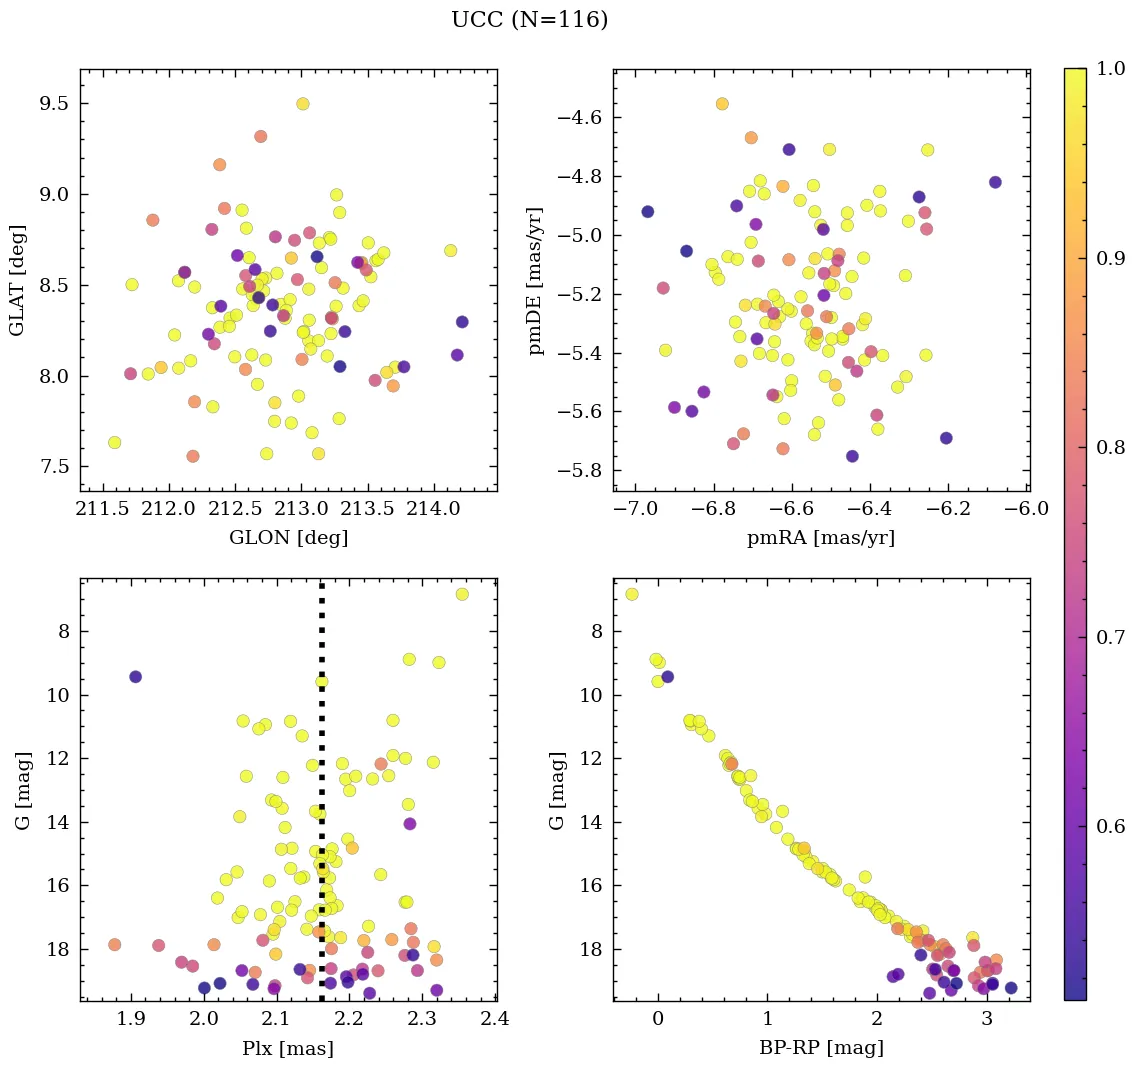 UCC (N=116)
9.5
9.0
8.5
8.0
7.5
GLAT [deg]
211.5 212.0 212.5 213.0 213.5 214.0
GLON [deg]
−4.6
−4.8
−5.0
−5.2
−5.4
−5.6
−5.8
pmDE [mas/yr]
−7.0 −6.8 −6.6 −6.4 −6.2 −6.0
pmRA [mas/yr]
8
10
12
14
16
18
G [mag]
1.9 2.0 2.1 2.2 2.3 2.4
Plx [mas]
8
10
12
14
16
18
G [mag]
0 1 2 3
BP-RP [mag]
1.0
0.9
0.8
0.7
0.6